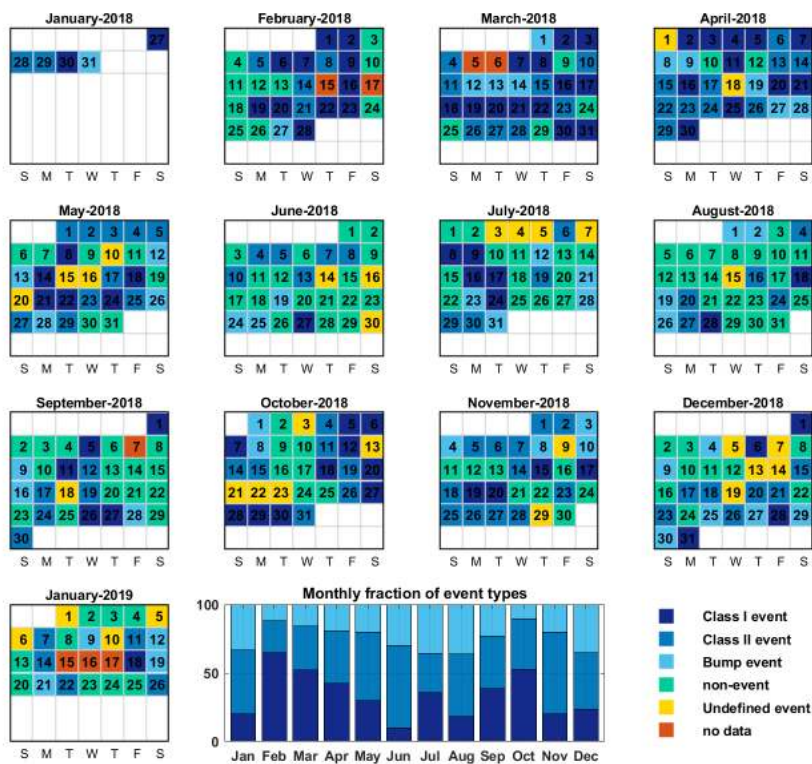 January-2018 February-2018 March-2018 April-2018
27 1 2 3 1 2 3 1 2 3 4 5 6 7
28 29 30 31 4 5 6 7 8 9 10 4 5 6 7 8 9 10 8 9 10 11 12 13 14
11 12 13 14 15 16 17 11 12 13 14 15 16 17 15 16 17 18 19 20 21
18 19 20 21 22 23 24 18 19 20 21 22 23 24 22 23 24 25 26 27 28
25 26 27 28 25 26 27 28 29 30 31 29 30
S M T W T F S S M T W T F S S M T W T F S S M T W T F S
May-2018 June-2018 July-2018 August-2018
1 2 3 4 5 1 2 1 2 3 4 5 6 7 1 2 3 4
6 7 8 9 10 11 12 3 4 5 6 7 8 9 8 9 10 11 12 13 14 5 6 7 8 9 10 11
13 14 15 16 17 18 19 10 11 12 13 14 15 16 15 16 17 18 19 20 21 12 13 14 15 16 17 18
20 21 22 23 24 25 26 17 18 19 20 21 22 23 22 23 24 25 26 27 28 19 20 21 22 23 24 25
27 28 29 30 31 24 25 26 27 28 29 30 29 30 31 26 27 28 29 30 31
S M T W T F S S M T W T F S S M T W T F S S M T W T F S
September-2018 October-2018 November-2018 December-2018
1 1 2 3 4 5 6 1 2 3 1
2 3 4 5 6 7 8 7 8 9 10 11 12 13 4 5 6 7 8 9 10 2 3 4 5 6 7 8
9 10 11 12 13 14 15 14 15 16 17 18 19 20 11 12 13 14 15 16 17 9 10 11 12 13 14 15
16 17 18 19 20 21 22 21 22 23 24 25 26 27 18 19 20 21 22 23 24 16 17 18 19 20 21 22
23 24 25 26 27 28 29 28 29 30 31 25 26 27 28 29 30 23 24 25 26 27 28 29
30 30 31
S M T W T F S S M T W T F S S M T W T F S S M T W T F S
January-2019
1 2 3 4 5
6 7 8 9 10 11 12
13 14 15 16 17 18 19
20 21 22 23 24 25 26
S M T W T F S
Monthly fraction of event types
100
50
0
Jan Feb Mar Apr May Jun Jul Aug Sep Oct Nov Dec
Class I event
Class II event
Bump event
non-event
Undefined event
no data